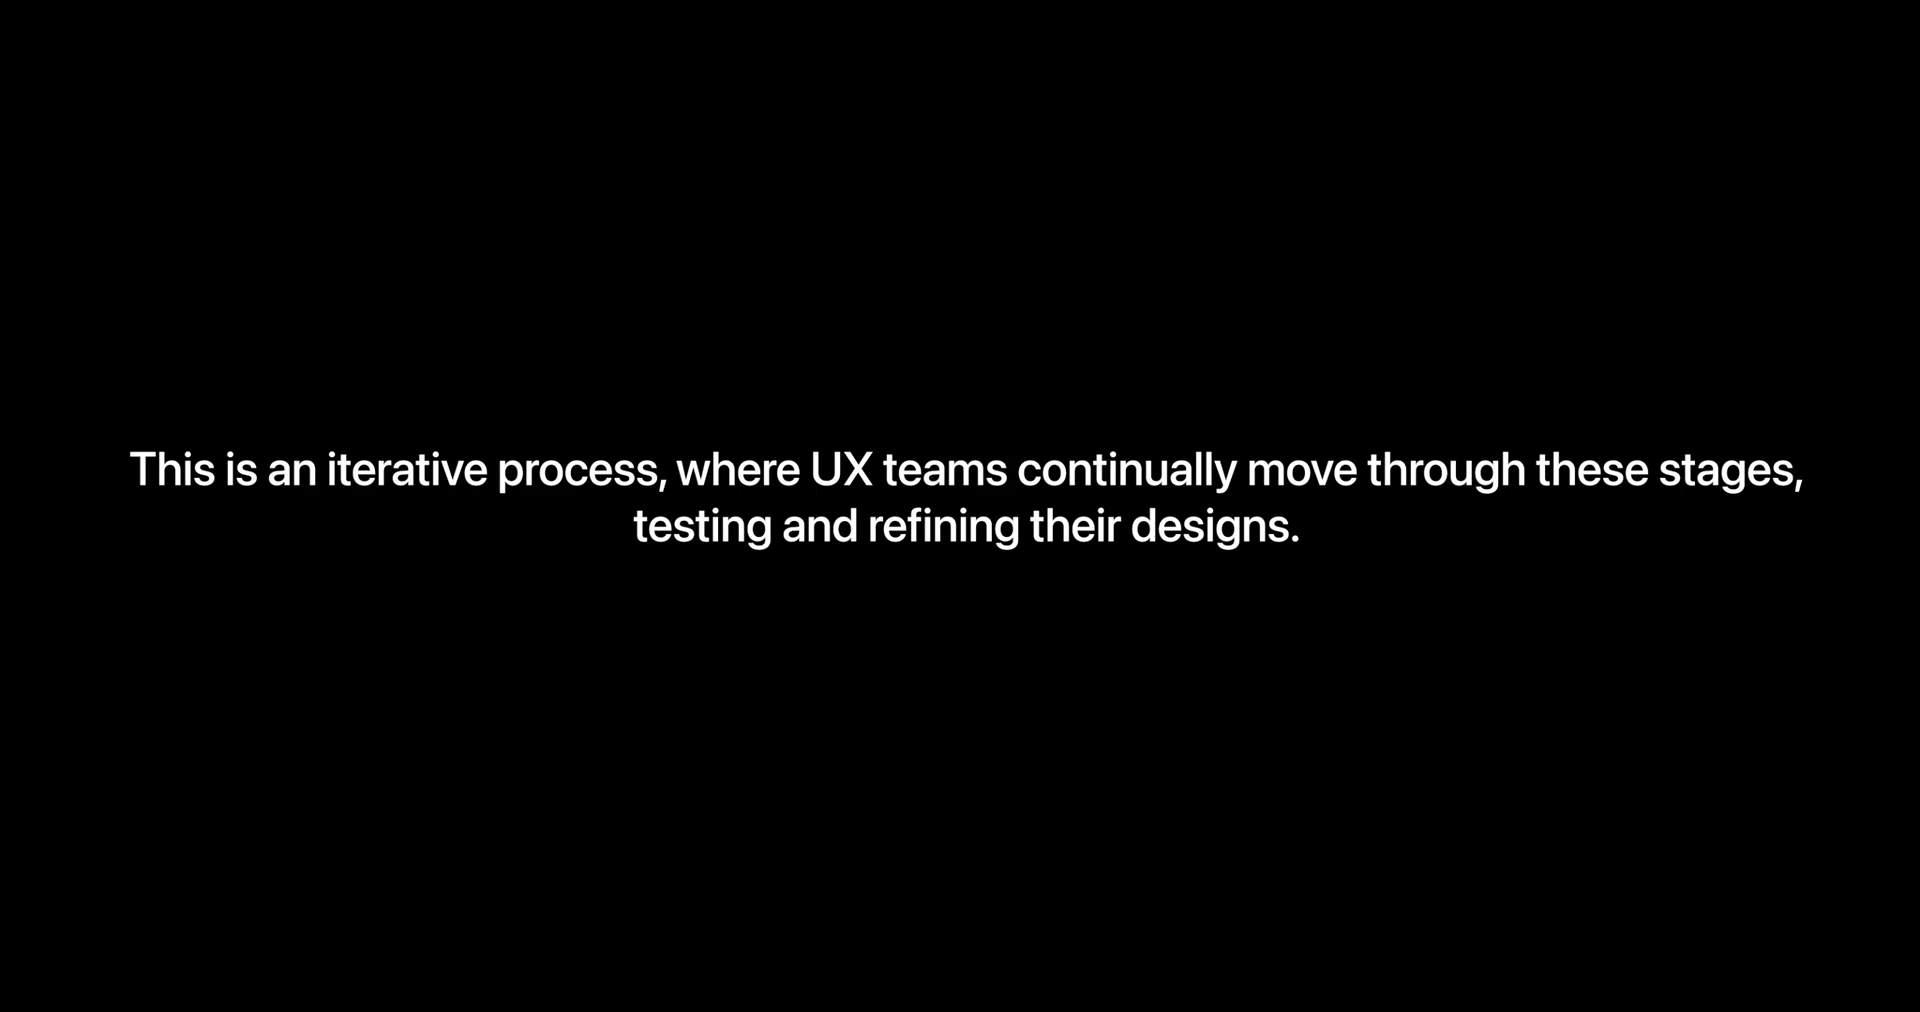 This is an iterative process, where UX teams continually move through these stages,
testing and refining their designs.